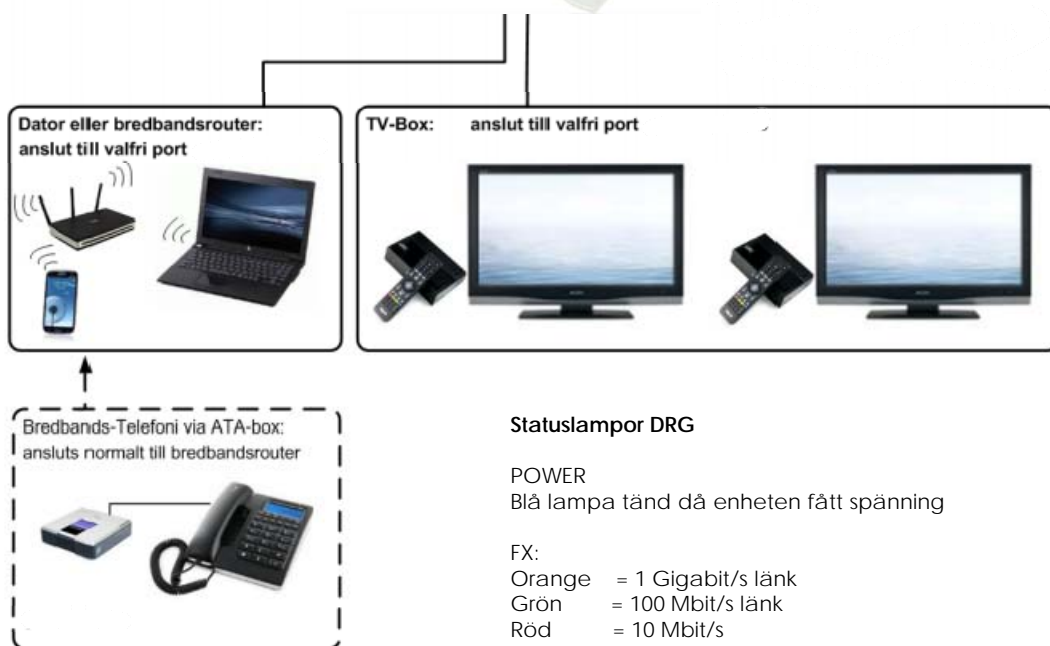 Dator eller bredbandsrouter:
anslut till valfri port
TV-Box: anslut till valfri port
Bredbands-Telefoni via ATA-box:
ansluts normalt till bredbandsrouter
Statuslampor DRG
POWER
Blå lampa tänd då enheten fått spänning
FX:
Orange = 1 Gigabit/s länk
Grön = 100 Mbit/s länk
Röd = 10 Mbit/s